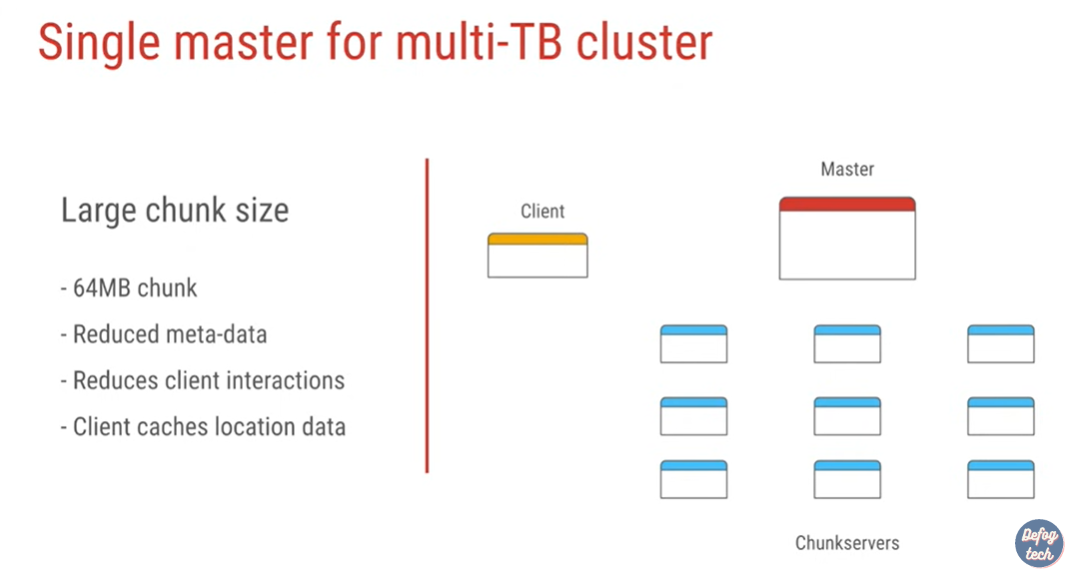 Single master for multi-TB cluster
Large chunk size
- 64MB chunk
- Reduced meta-data
- Reduces client interactions
- Client caches location data
Client
Master
Chunkservers
Defog
tech